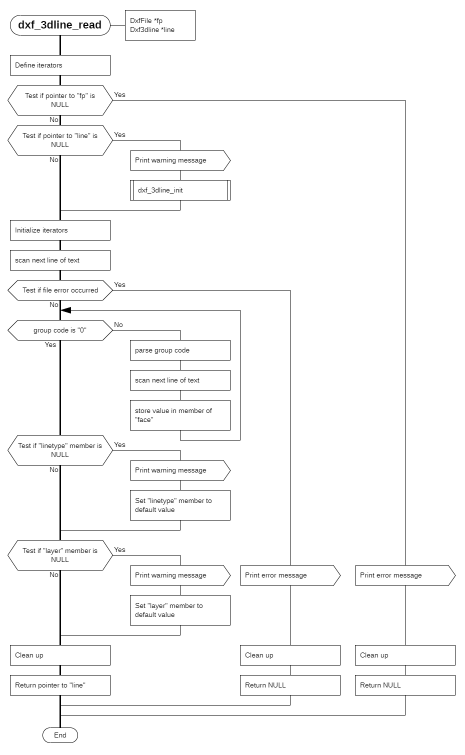 dxf_3dline_read
DxfFile *fp
Dxf3dline *line
Define iterators
Test if pointer to "fp" is
NULL
Yes
No
Test if pointer to "line" is
NULL
Yes
No
Print warning message
dxf_3dline_init
Initialize iterators
scan next line of text
Test if file error occurred
Yes
No
group code is "0"
No
Yes
parse group code
scan next line of text
store value in member of
"face"
Test if "linetype" member is
NULL
Yes
No
Print warning message
Set "linetype" member to
default value
Test if "layer" member is
NULL
Yes
No
Print warning message
Set "layer" member to
default value
Print error message
Print error message
Clean up
Clean up
Clean up
Return pointer to "line"
Return NULL
Return NULL
End